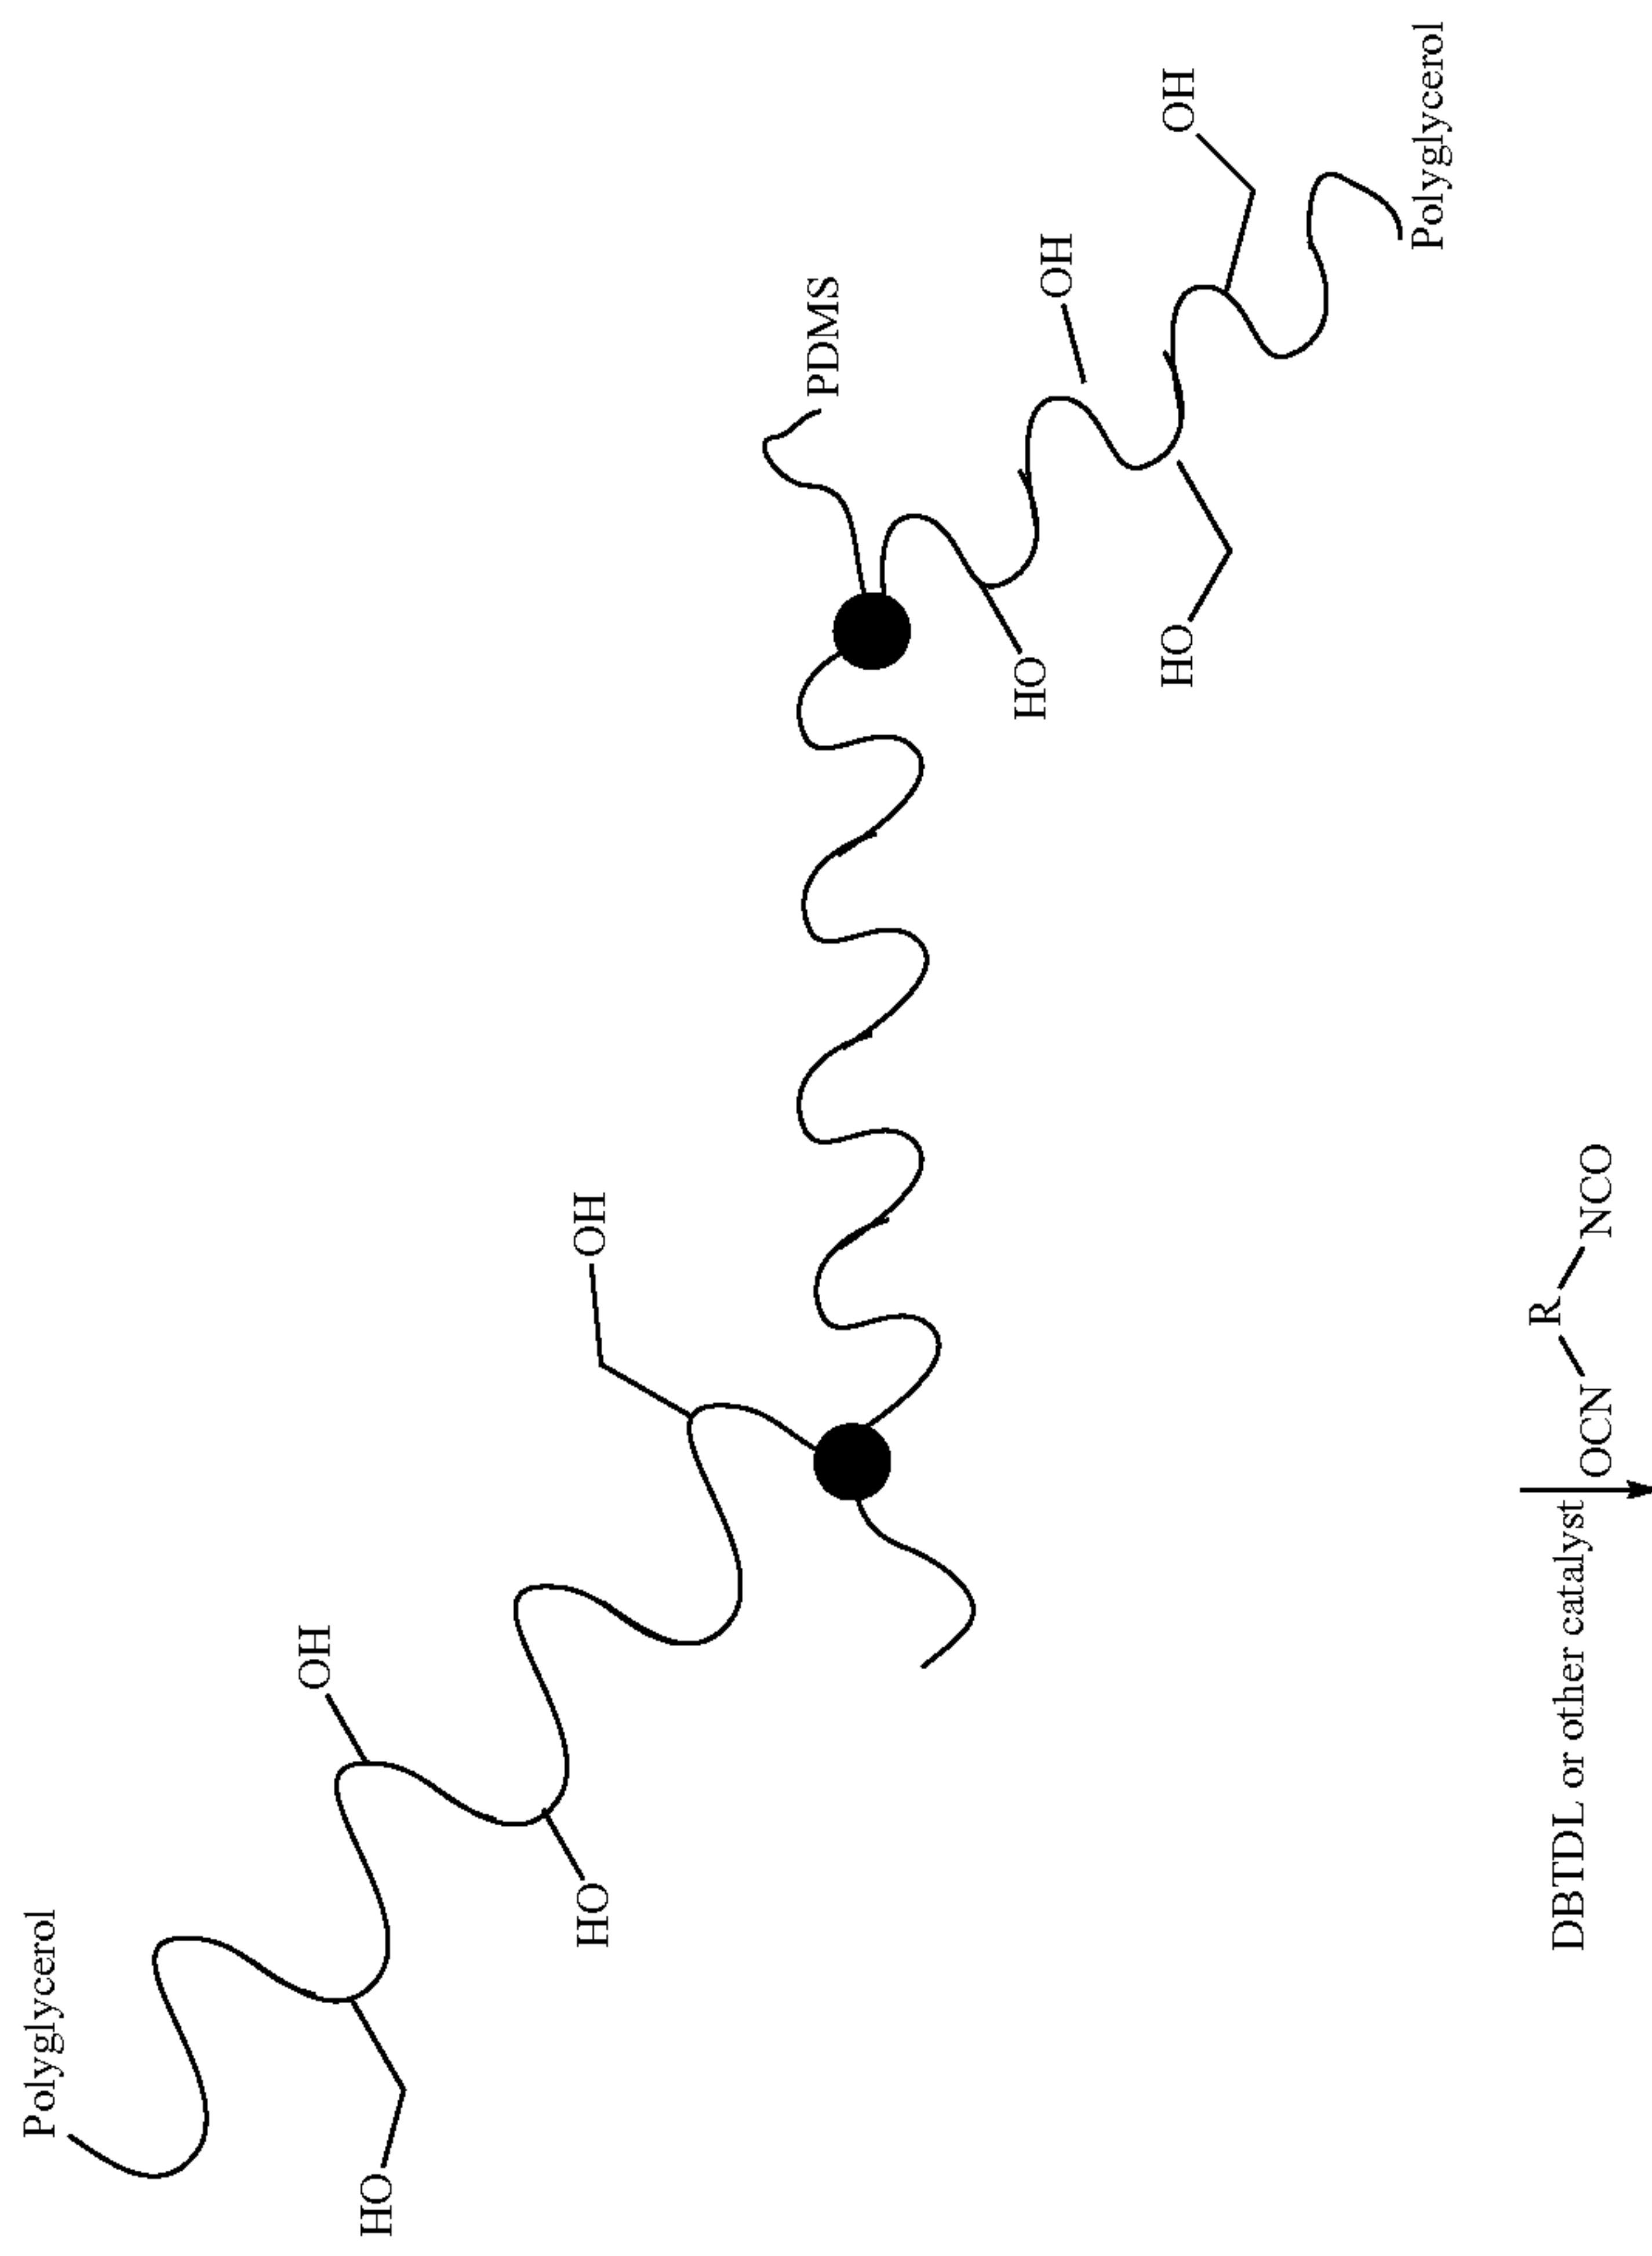 Polyglycerol
OH
HO
HO
OH
PDMS
HO
OH
HO
OH
Polyglycerol
DBTDL or other catalyst
OCN
R
NCO